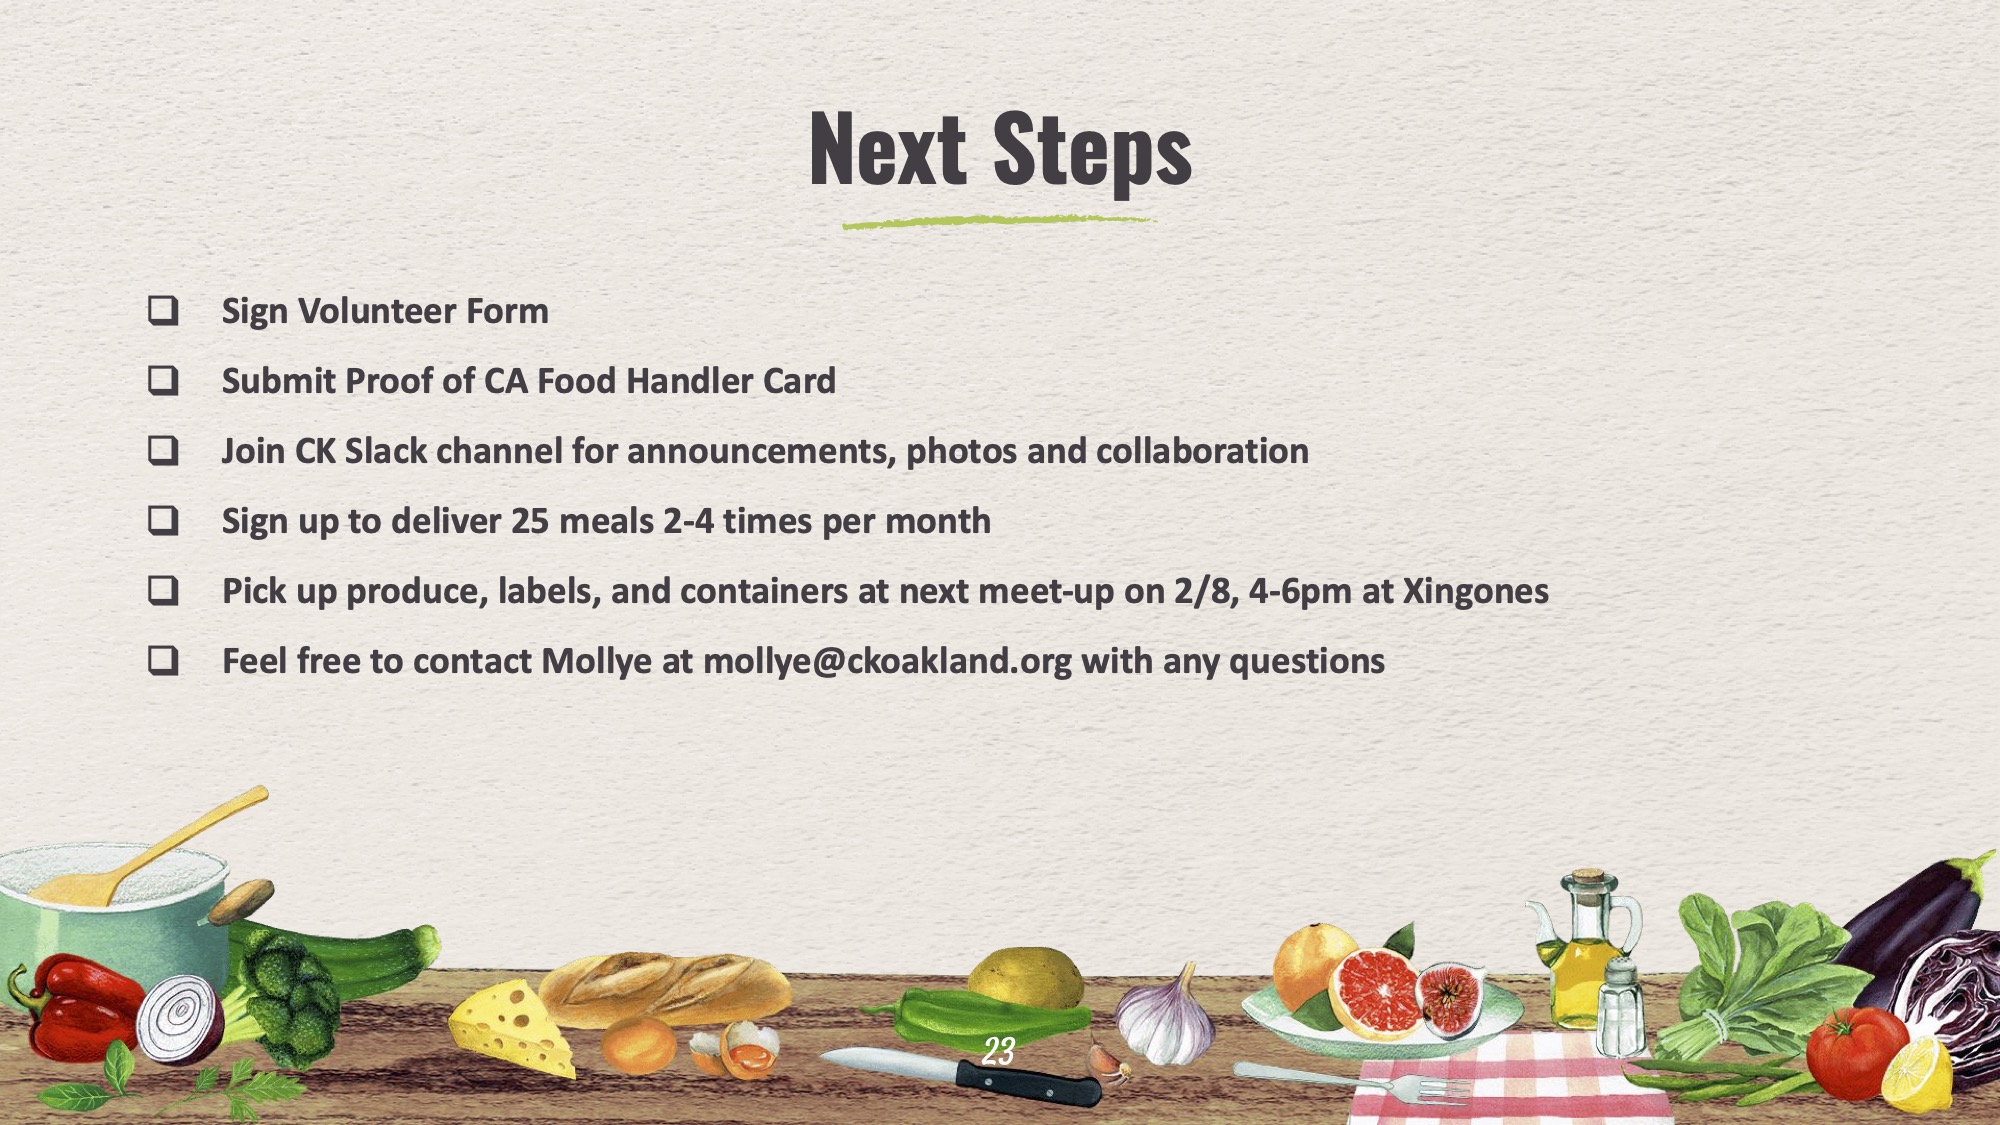 Next Steps
❑ Sign Volunteer Form
❑ Submit Proof of CA Food Handler Card
❑ Join CK Slack channel for announcements, photos and collaboration
❑ Sign up to deliver 25 meals 2-4 times per month
❑ Pick up produce, labels, and containers at next meet-up on 2/8, 4-6pm at Xingones
❑ Feel free to contact Mollye at mollye@ckoakland.org with any questions
23